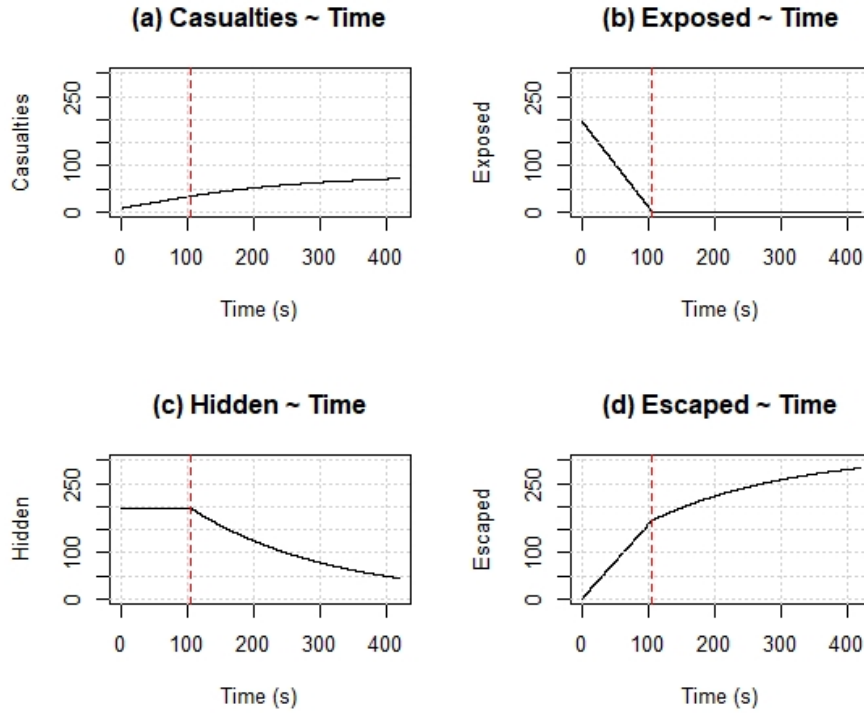 (a) Casualties ~ Time
Casualties
0 100 250
0 100 200 300 400
Time (s)
(b) Exposed ~ Time
Exposed
0 100 250
0 100 200 300 400
Time (s)
(c) Hidden ~ Time
Hidden
0 100 250
0 100 200 300 400
Time (s)
(d) Escaped ~ Time
Escaped
0 100 250
0 100 200 300 400
Time (s)